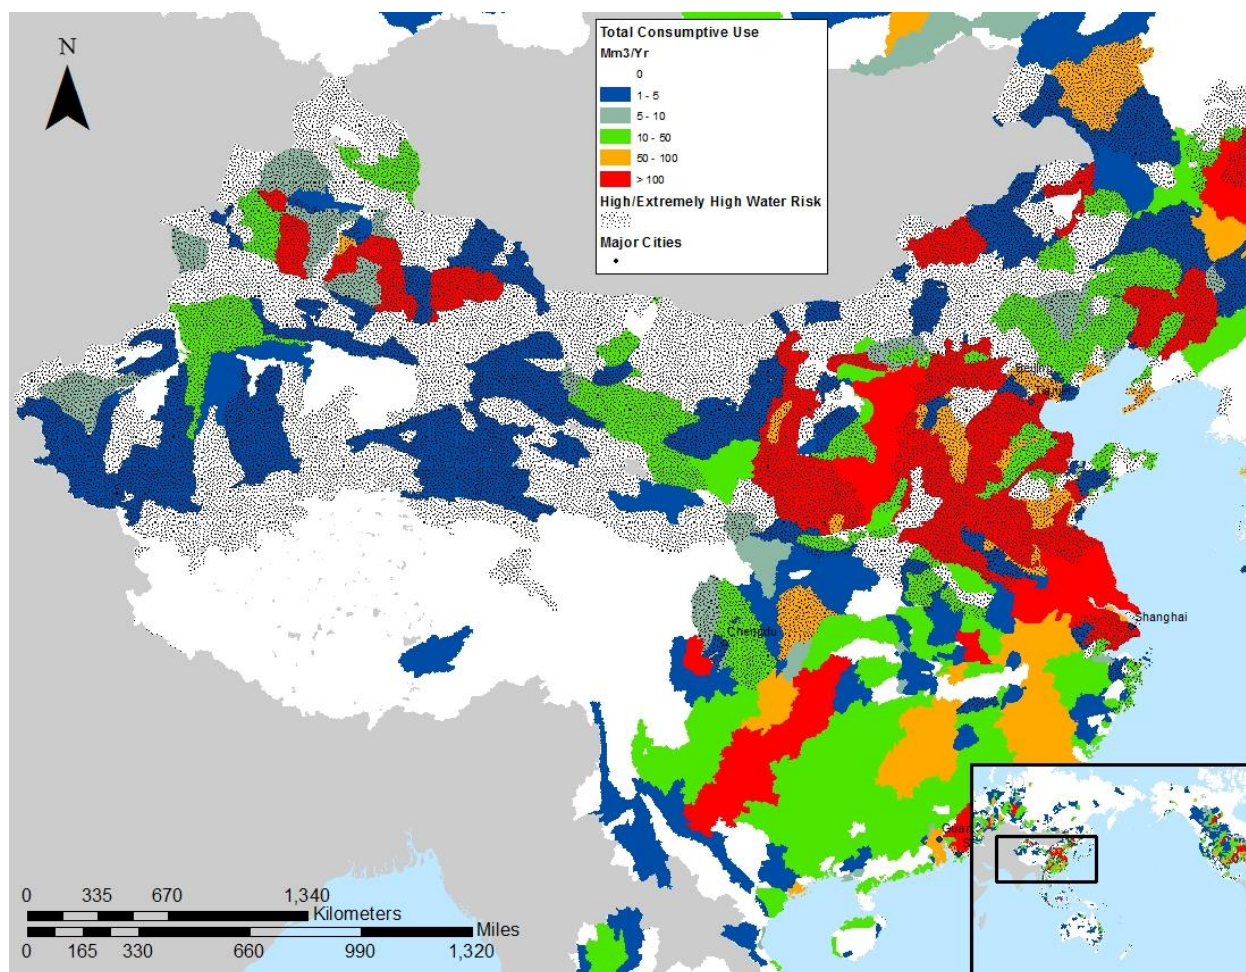 N
Total Consumptive Use
Mm3/Yr
0
1 - 5
5 - 10
10 - 50
50 - 100
> 100
High/Extremely High Water Risk
Major Cities
Shanghai
Chengdu
0 335 670 1,340
Kilometers
Miles
0 165 330 660 990 1,320